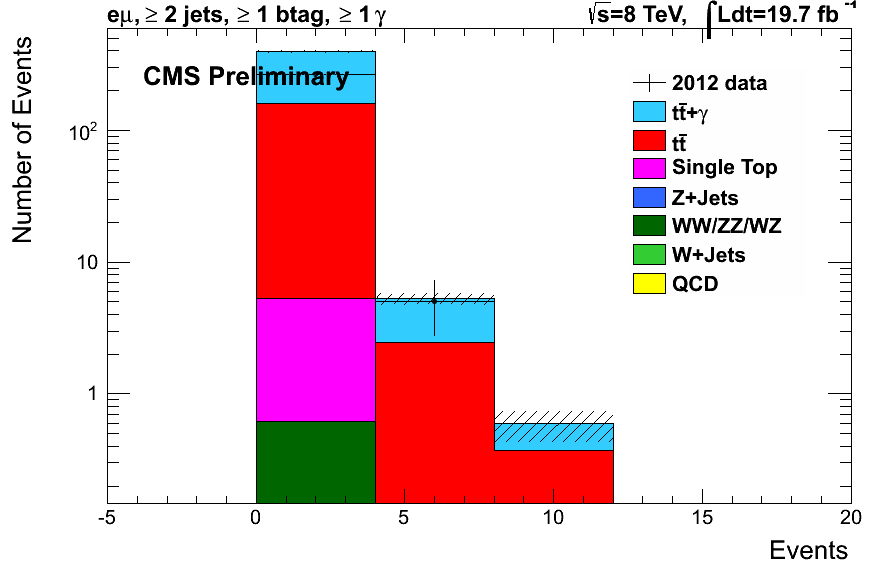 eμ, ≥ 2 jets, ≥ 1 btag, ≥ 1 γ
√s=8 TeV, ∫Ldt=19.7 fb⁻¹
CMS Preliminary
Number of Events
10²
10
1
2012 data
tt̄+γ
tt̄
Single Top
Z+Jets
WW/ZZ/WZ
W+Jets
QCD
-5 0 5 10 15 20
Events